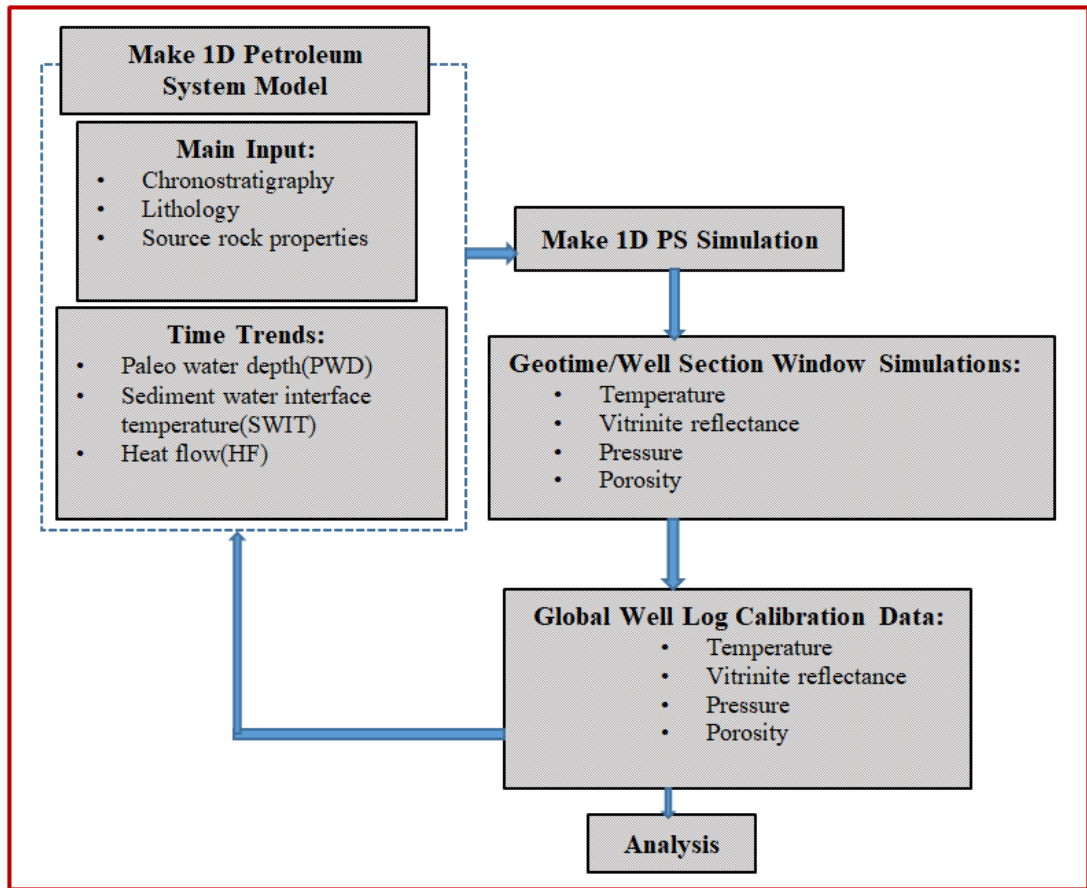 Make 1D Petroleum
System Model
Main Input:
• Chronostratigraphy
• Lithology
• Source rock properties
Time Trends:
• Paleo water depth(PWD)
• Sediment water interface
temperature(SWIT)
• Heat flow(HF)
Make 1D PS Simulation
Geotime/Well Section Window Simulations:
• Temperature
• Vitrinite reflectance
• Pressure
• Porosity
Global Well Log Calibration Data:
• Temperature
• Vitrinite reflectance
• Pressure
• Porosity
Analysis